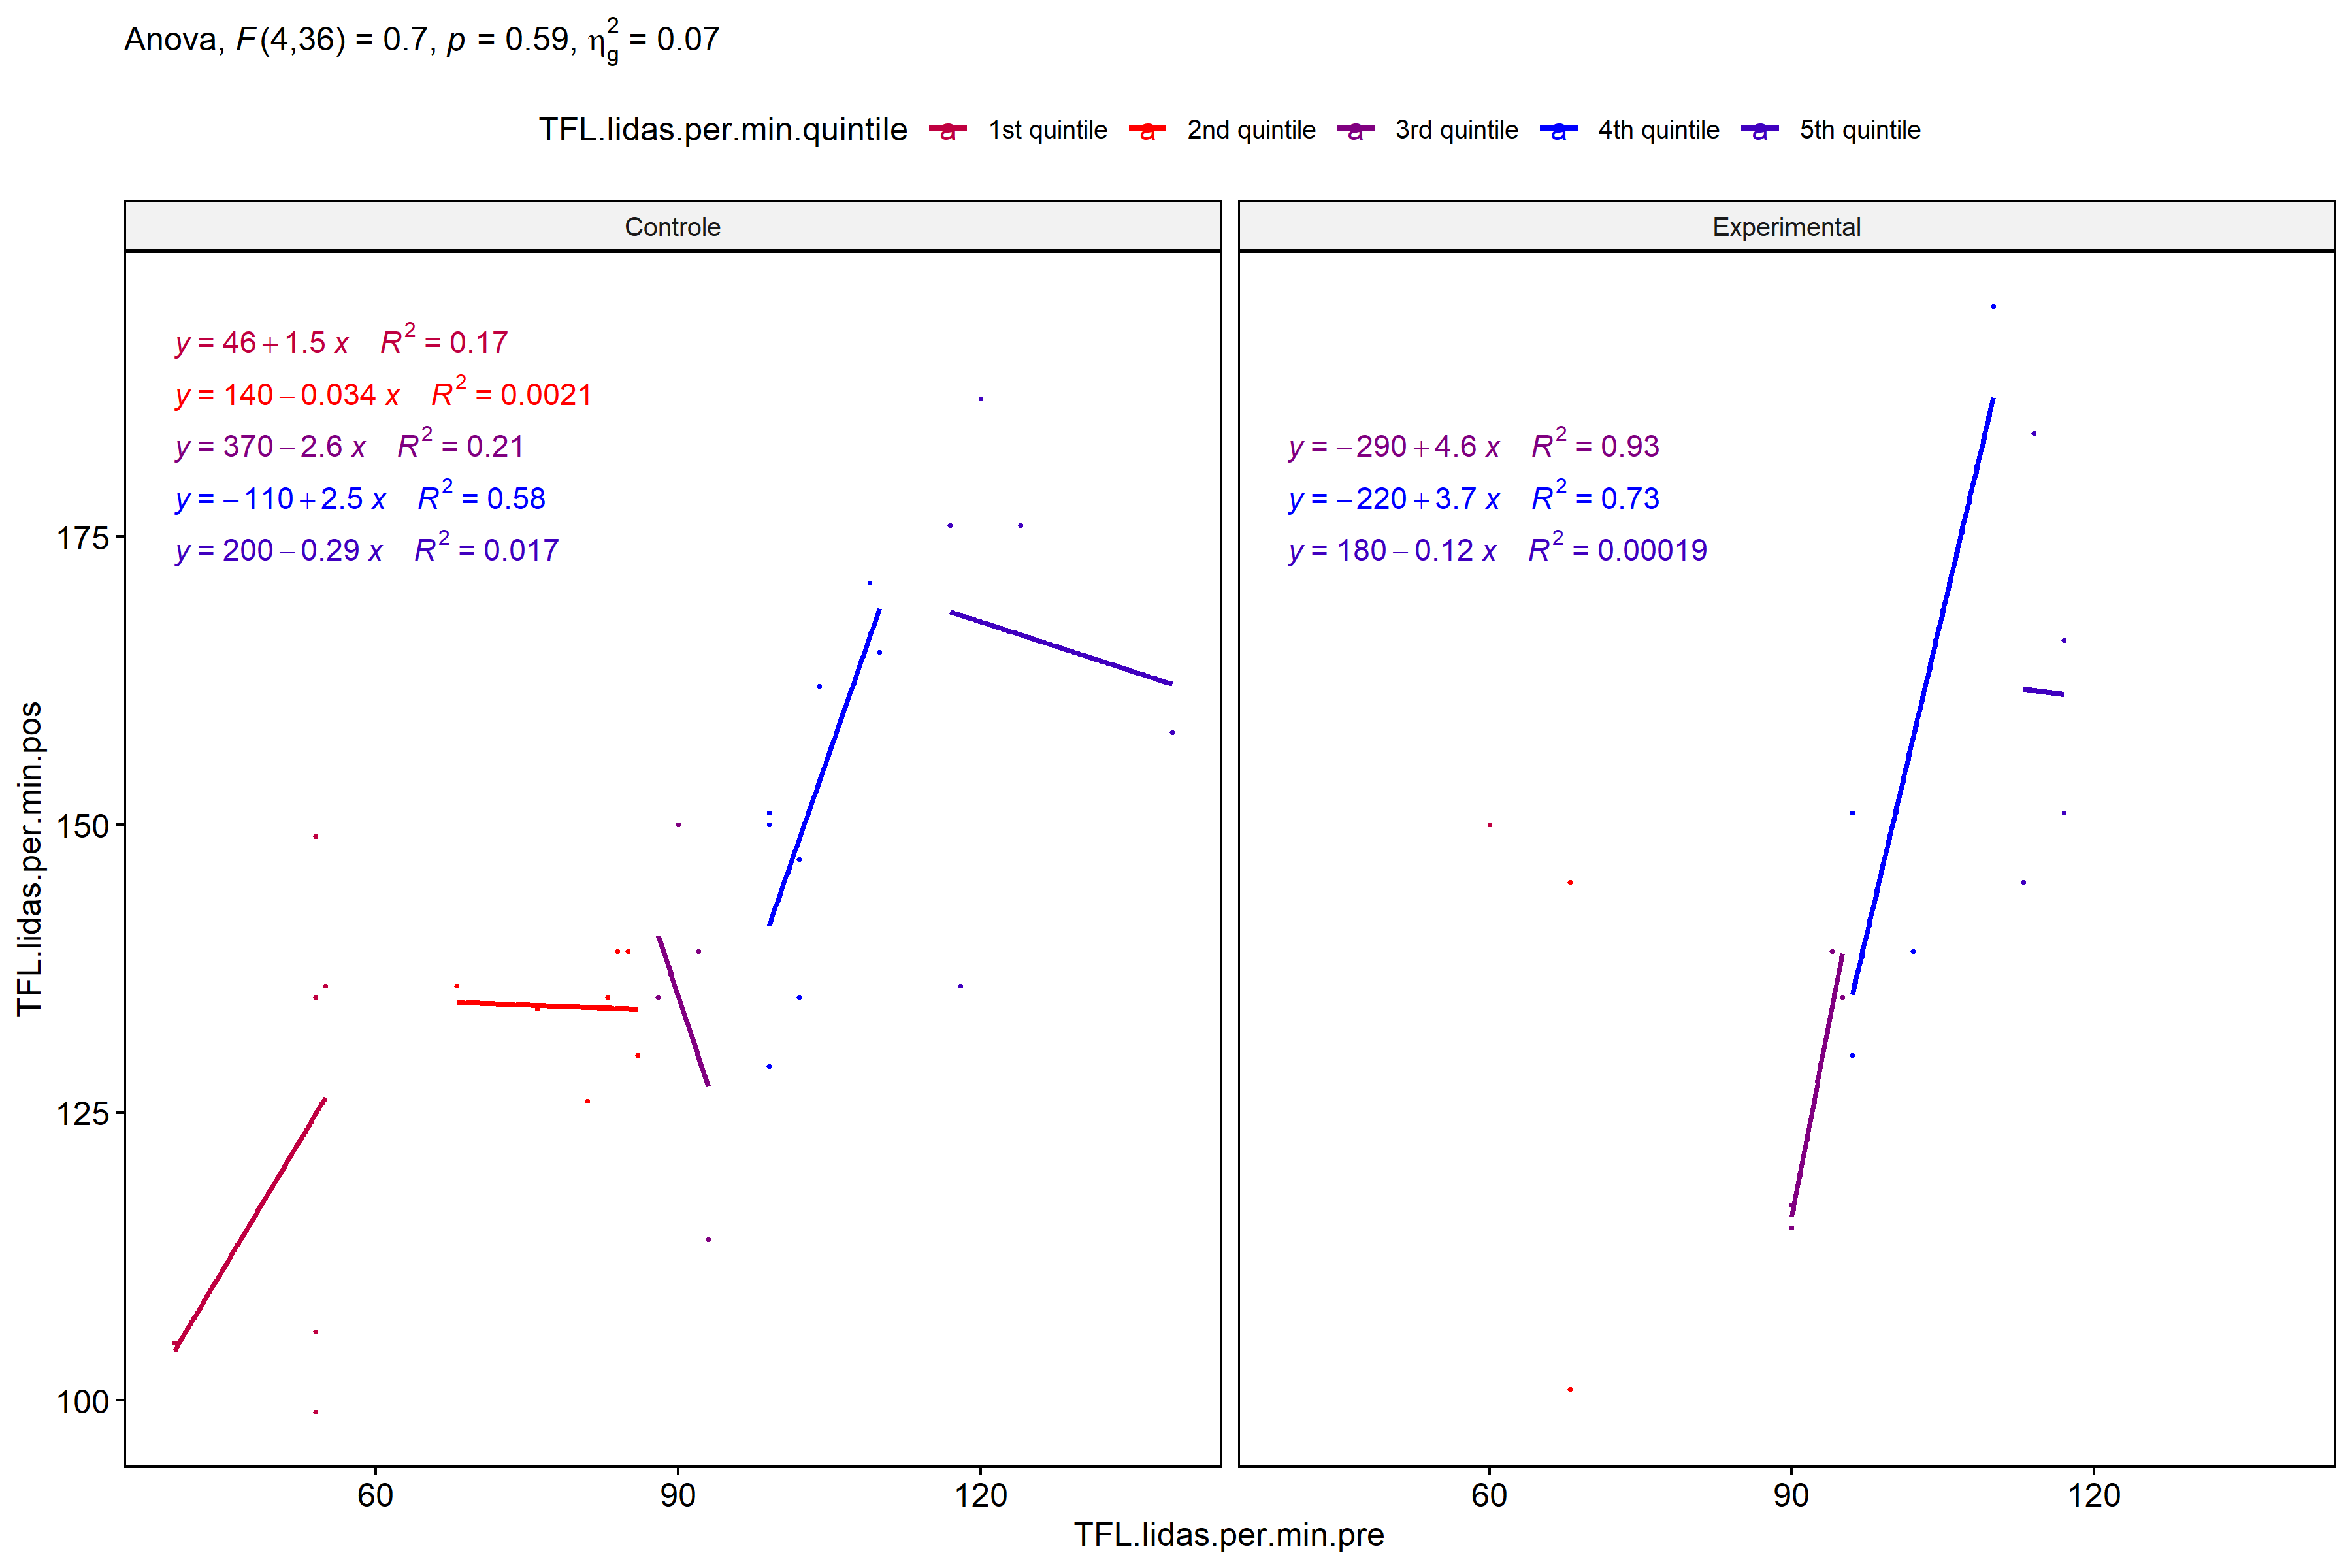 Anova, F(4,36) = 0.7, p = 0.59, η²g = 0.07
TFL.lidas.per.min.quintile a 1st quintile a 2nd quintile a 3rd quintile a 4th quintile a 5th quintile
Controle
Experimental
y = 46 + 1.5 x R² = 0.17
y = 140 − 0.034 x R² = 0.0021
y = 370 − 2.6 x R² = 0.21
y = −110 + 2.5 x R² = 0.58
y = 200 − 0.29 x R² = 0.017
y = −290 + 4.6 x R² = 0.93
y = −220 + 3.7 x R² = 0.73
y = 180 − 0.12 x R² = 0.00019
TFL.lidas.per.min.pos
175
150
125
100
60 90 120
60 90 120
TFL.lidas.per.min.pre